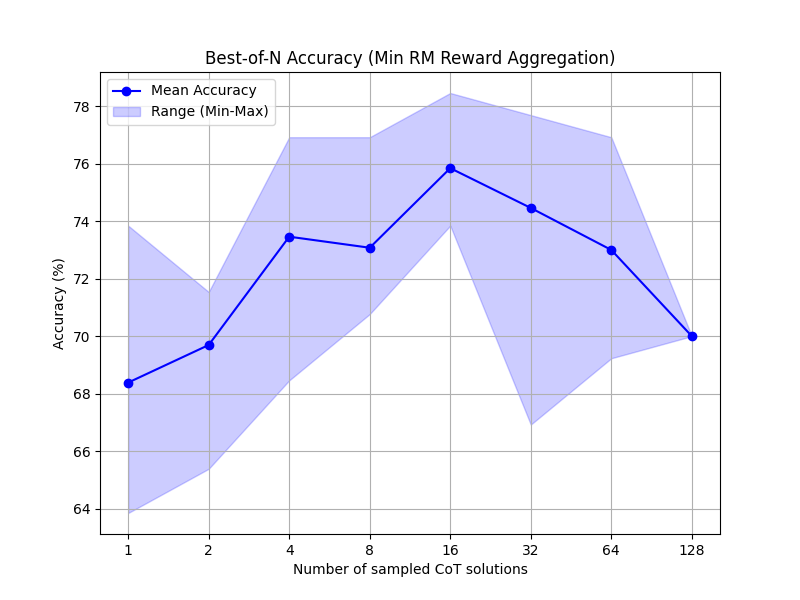 Best-of-N Accuracy (Min RM Reward Aggregation)
Mean Accuracy
Range (Min-Max)
78
76
74
72
70
68
66
64
Accuracy (%)
1 2 4 8 16 32 64 128
Number of sampled CoT solutions